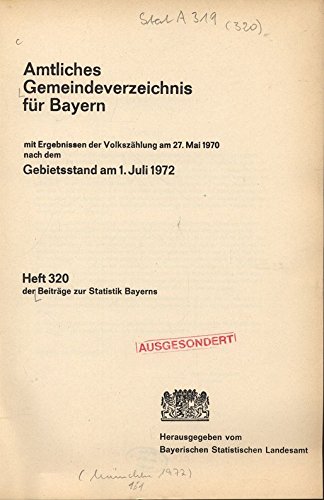 Stat A 319 (320)
Amtliches
Gemeindeverzeichnis
für Bayern
mit Ergebnissen der Volkszählung am 27. Mai 1970
nach dem
Gebietsstand am 1. Juli 1972
Heft 320
der Beiträge zur Statistik Bayerns
AUSGESONDERT
Herausgegeben vom
Bayerischen Statistischen Landesamt
(München 1972)